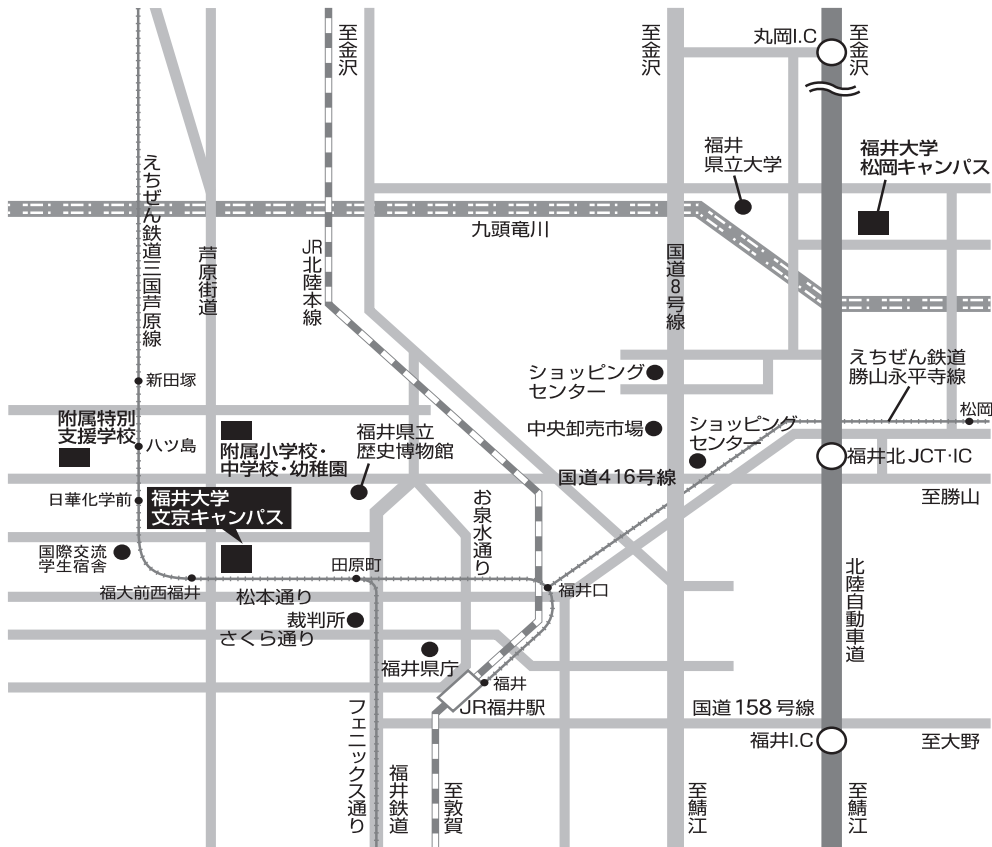 丸岡I.C
至金沢
至金沢
至金沢
福井
県立大学
福井大学
松岡キャンパス
えちぜん鉄道三国芦原線
九頭竜川
芦原街道
JR北陸本線
国道8号線
えちぜん鉄道
勝山永平寺線
新田塚
ショッピング
センター
松岡
附属特別
支援学校
八ツ島
附属小学校・
中学校・幼稚園
福井県立
歴史博物館
中央卸売市場
ショッピング
センター
福井北JCT・IC
国道416号線
至勝山
日華化学前
福井大学
文京キャンパス
お泉水通り
国際交流
学生宿舎
田原町
福大前西福井
松本通り
福井口
北陸自動車道
裁判所
さくら通り
福井県庁
福井
JR福井駅
国道158号線
フェニックス通り
福井I.C
至大野
福井鉄道
至敦賀
至鯖江
至鯖江